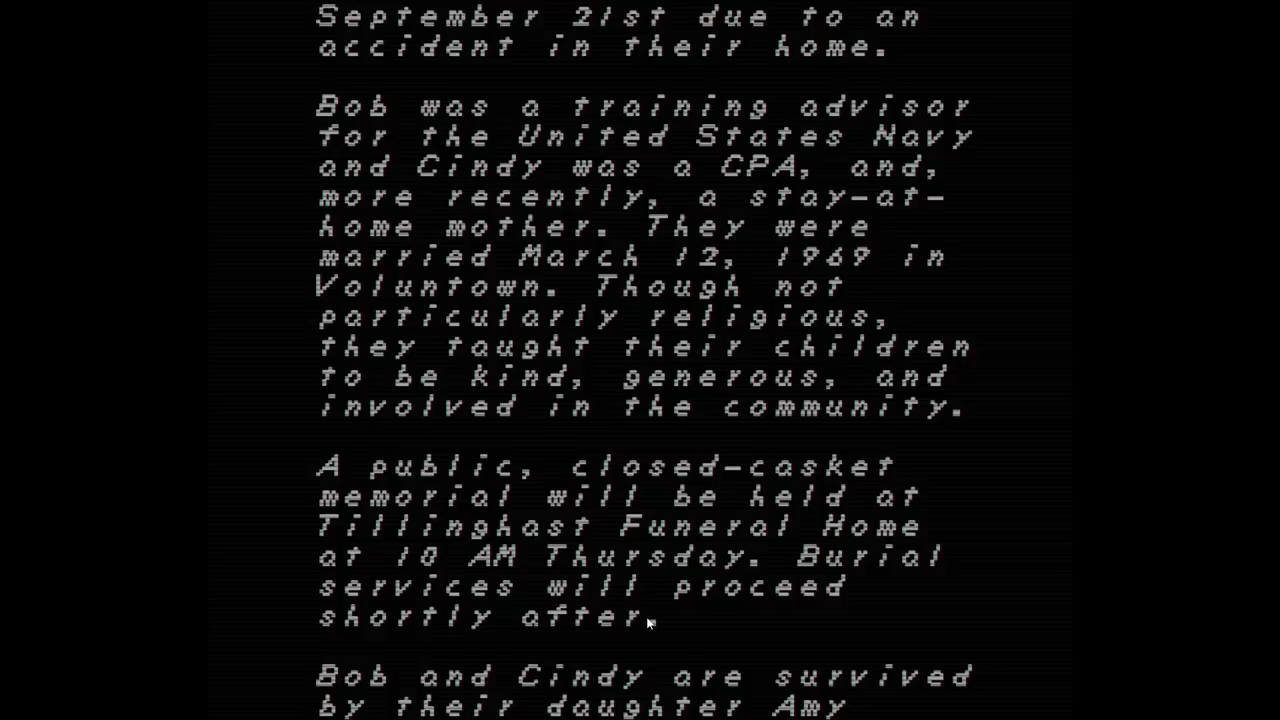 September 21st due to an
accident in their home.
Bob was a training advisor
for the United States Navy
and Cindy was a CPA, and,
more recently, a stay-at-
home mother. They were
married March 12, 1969 in
Voluntown. Though not
particularly religious,
they taught their children
to be kind, generous, and
involved in the community.
A public, closed-casket
memorial will be held at
Tillinghast Funeral Home
at 10 AM Thursday. Burial
services will proceed
shortly after.
Bob and Cindy are survived
by their daughter Amy